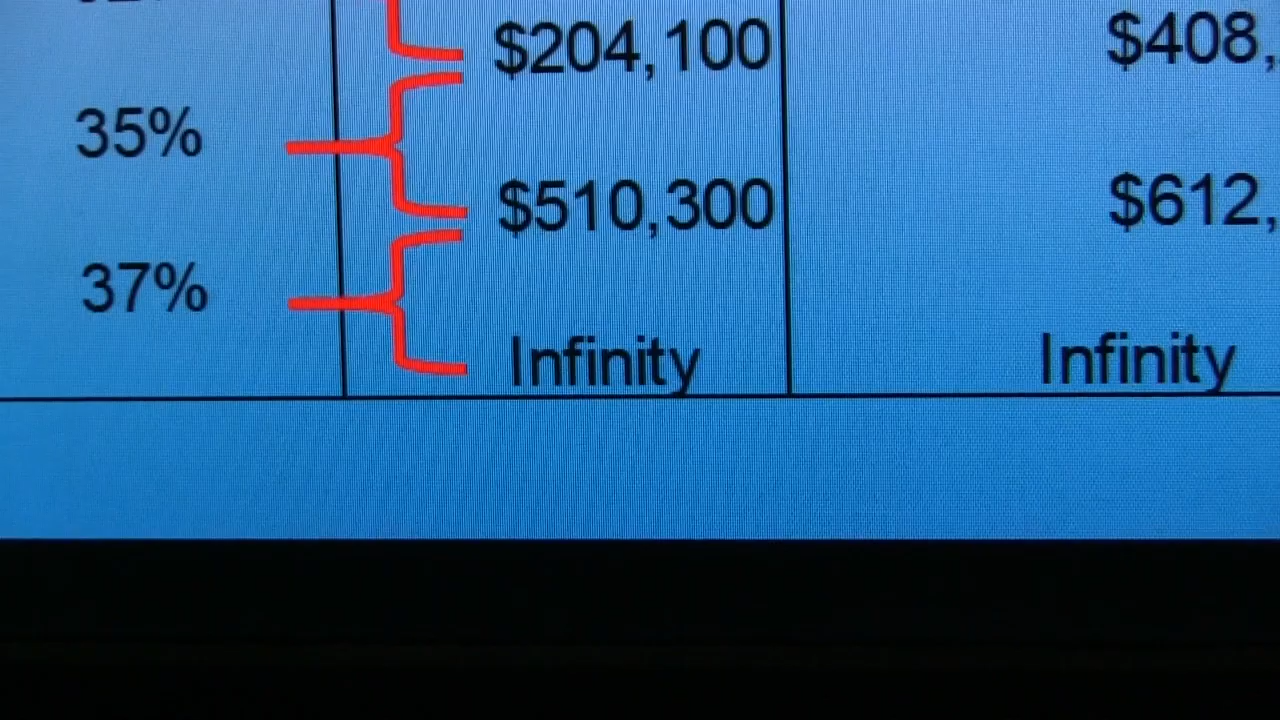 $204,100 $408,
35%
$510,300 $612,
37%
Infinity Infinity